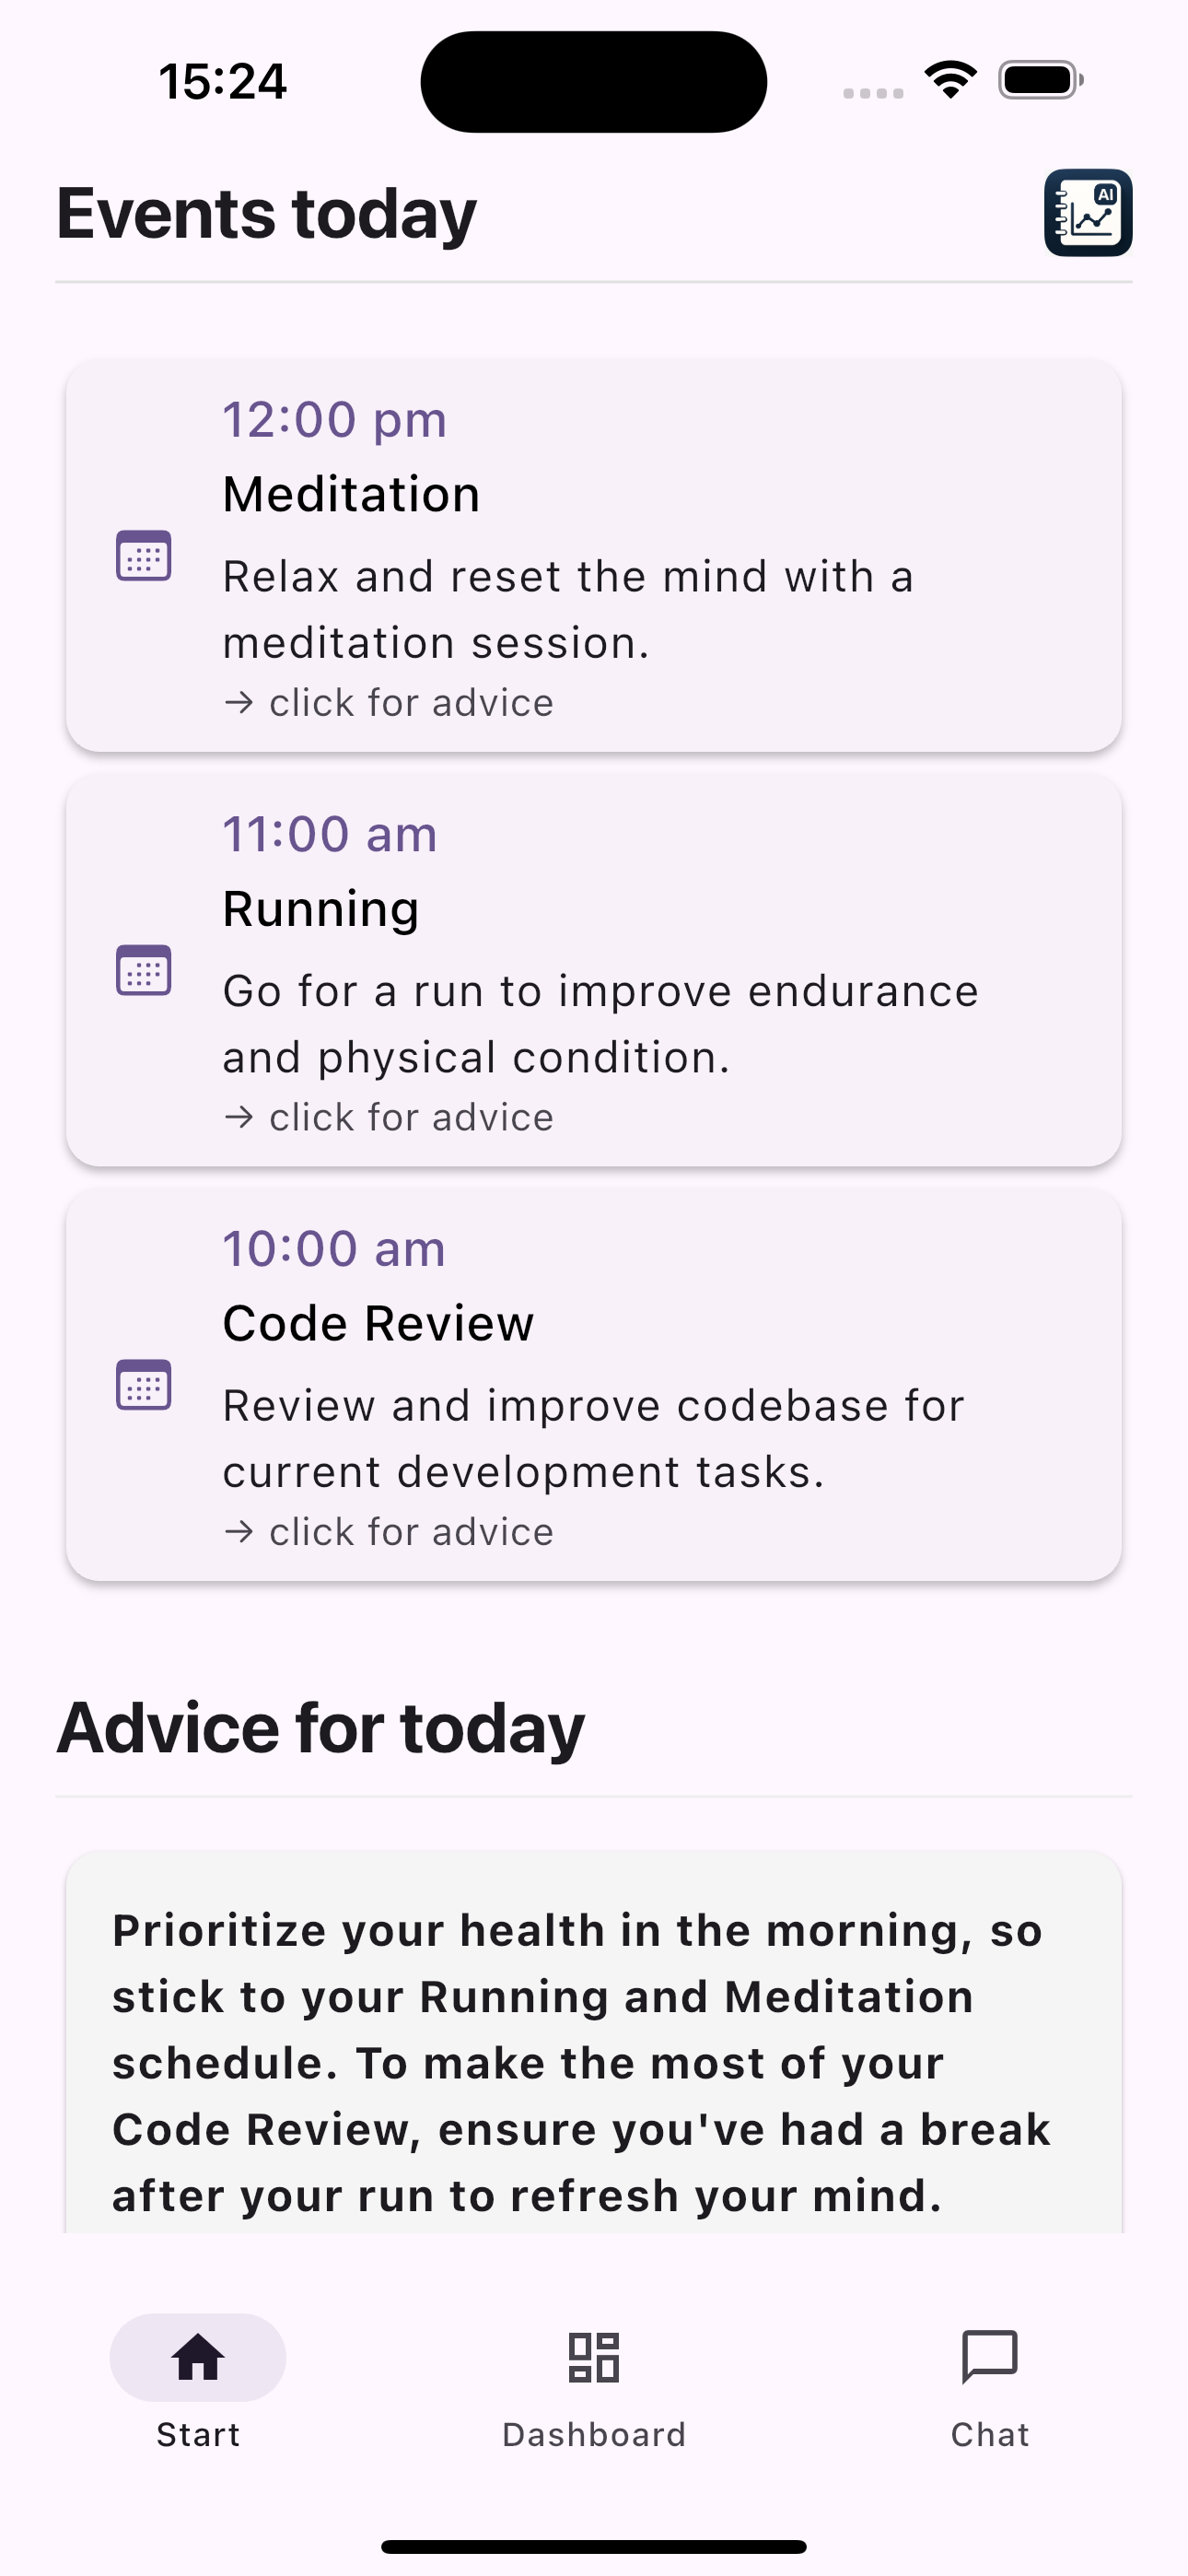 15:24
Events today
AI
12:00 pm
Meditation
Relax and reset the mind with a
meditation session.
→ click for advice
11:00 am
Running
Go for a run to improve endurance
and physical condition.
→ click for advice
10:00 am
Code Review
Review and improve codebase for
current development tasks.
→ click for advice
Advice for today
Prioritize your health in the morning, so
stick to your Running and Meditation
schedule. To make the most of your
Code Review, ensure you've had a break
after your run to refresh your mind.
Start
Dashboard
Chat